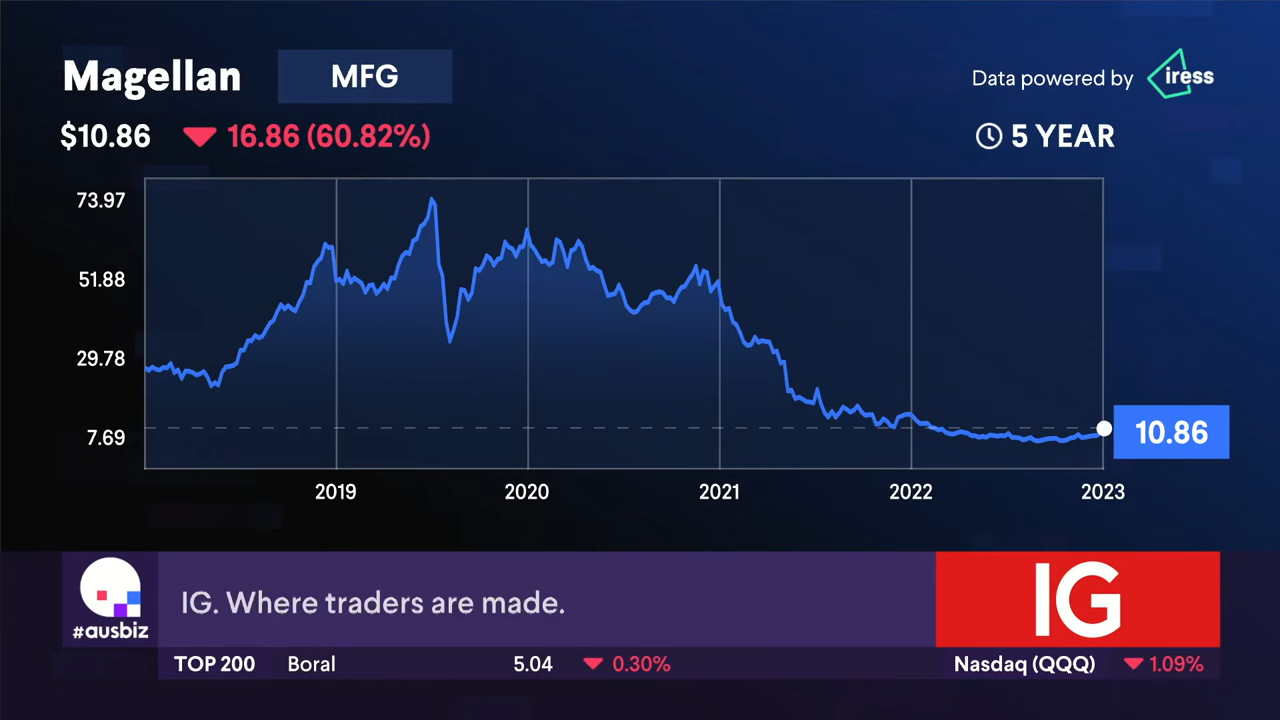 Magellan MFG Data powered by iress
$10.86 16.86 (60.82%) 5 YEAR
73.97
51.88
29.78
7.69
10.86
2019 2020 2021 2022 2023
#ausbiz
IG. Where traders are made.
IG
TOP 200 Boral 5.04 0.30% Nasdaq (QQQ) 1.09%